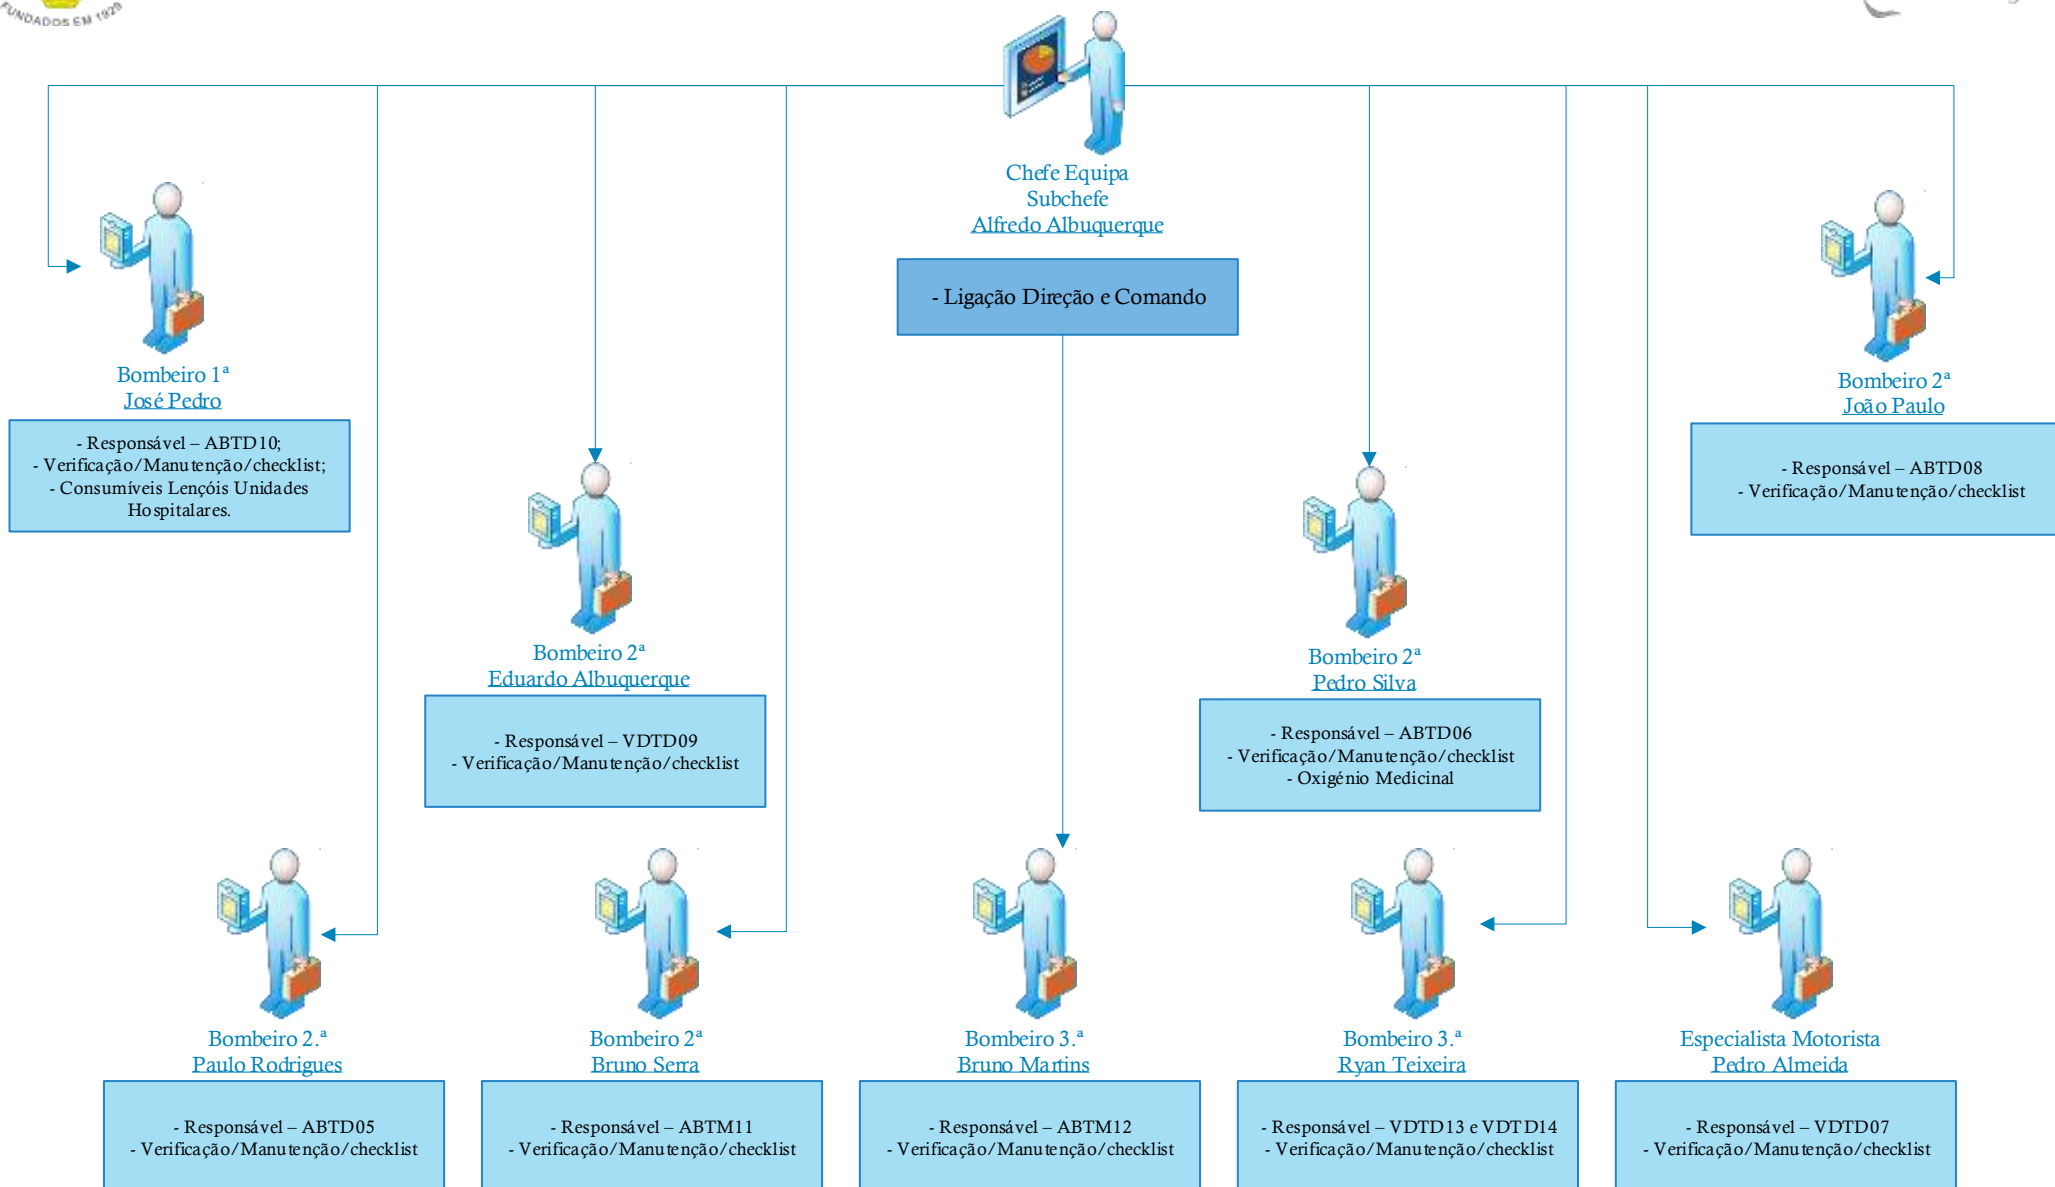 FUNDADOS EM 1929
Chefe Equipa
Subchefe
Alfredo Albuquerque
- Ligação Direção e Comando
Bombeiro 1ª
José Pedro
- Responsável – ABTD10;
- Verificação/Manutenção/checklist;
- Consumíveis Lençóis Unidades
Hospitalares.
Bombeiro 2ª
João Paulo
- Responsável – ABTD08
- Verificação/Manutenção/checklist
Bombeiro 2ª
Eduardo Albuquerque
- Responsável – VDTD09
- Verificação/Manutenção/checklist
Bombeiro 2ª
Pedro Silva
- Responsável – ABTD06
- Verificação/Manutenção/checklist
- Oxigénio Medicinal
Bombeiro 2.ª
Paulo Rodrigues
- Responsável – ABTD05
- Verificação/Manutenção/checklist
Bombeiro 2ª
Bruno Serra
- Responsável – ABTM11
- Verificação/Manutenção/checklist
Bombeiro 3.ª
Bruno Martins
- Responsável – ABTM12
- Verificação/Manutenção/checklist
Bombeiro 3.ª
Ryan Teixeira
- Responsável – VDTD13 e VDTD14
- Verificação/Manutenção/checklist
Especialista Motorista
Pedro Almeida
- Responsável – VDTD07
- Verificação/Manutenção/checklist